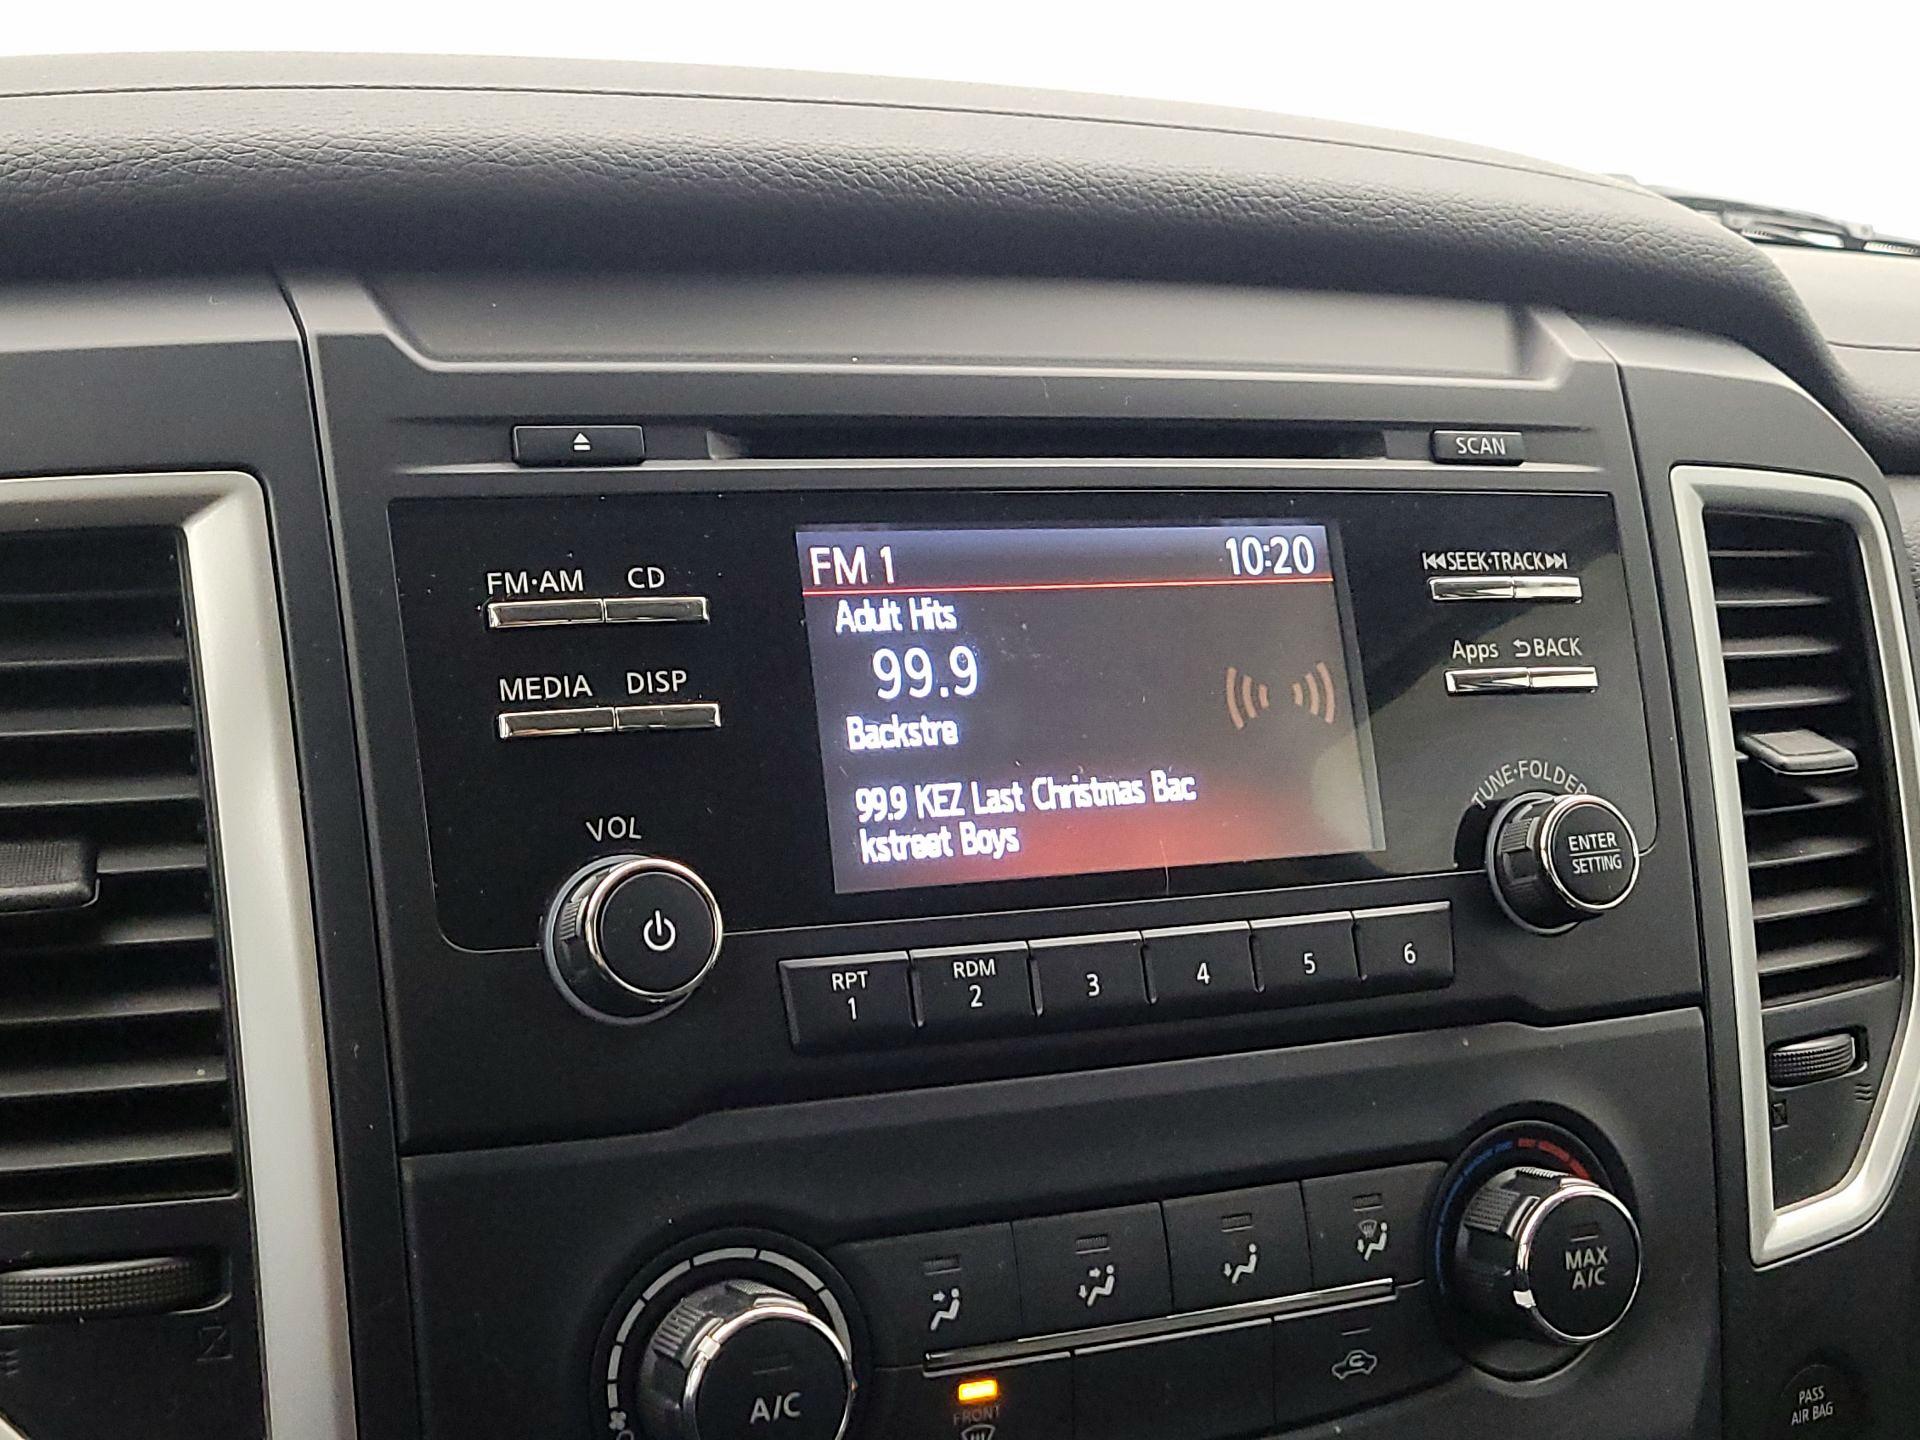 SCAN
FM·AM CD
MEDIA DISP
VOL
FM 1 10:20
Adult Hits
99.9
Backstre
99.9 KEZ Last Christmas Bac
kstreet Boys
SEEK·TRACK
Apps BACK
TUNE·FOLDER
ENTER
SETTING
RPT
1
RDM
2
3
4
5
6
A/C
MAX
A/C
FRONT
PASS
AIR BAG